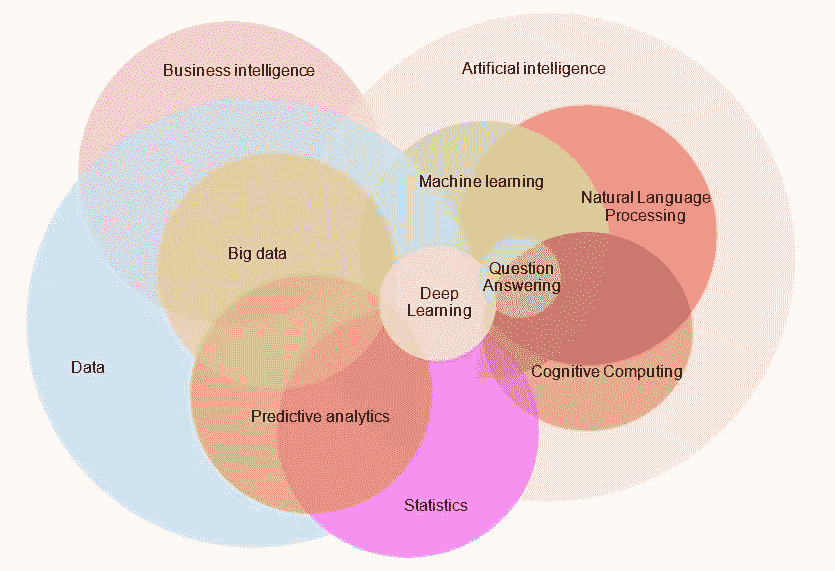 Business intelligence
Artificial intelligence
Machine learning
Natural Language
Processing
Big data
Question
Answering
Deep
Learning
Data
Cognitive Computing
Predictive analytics
Statistics